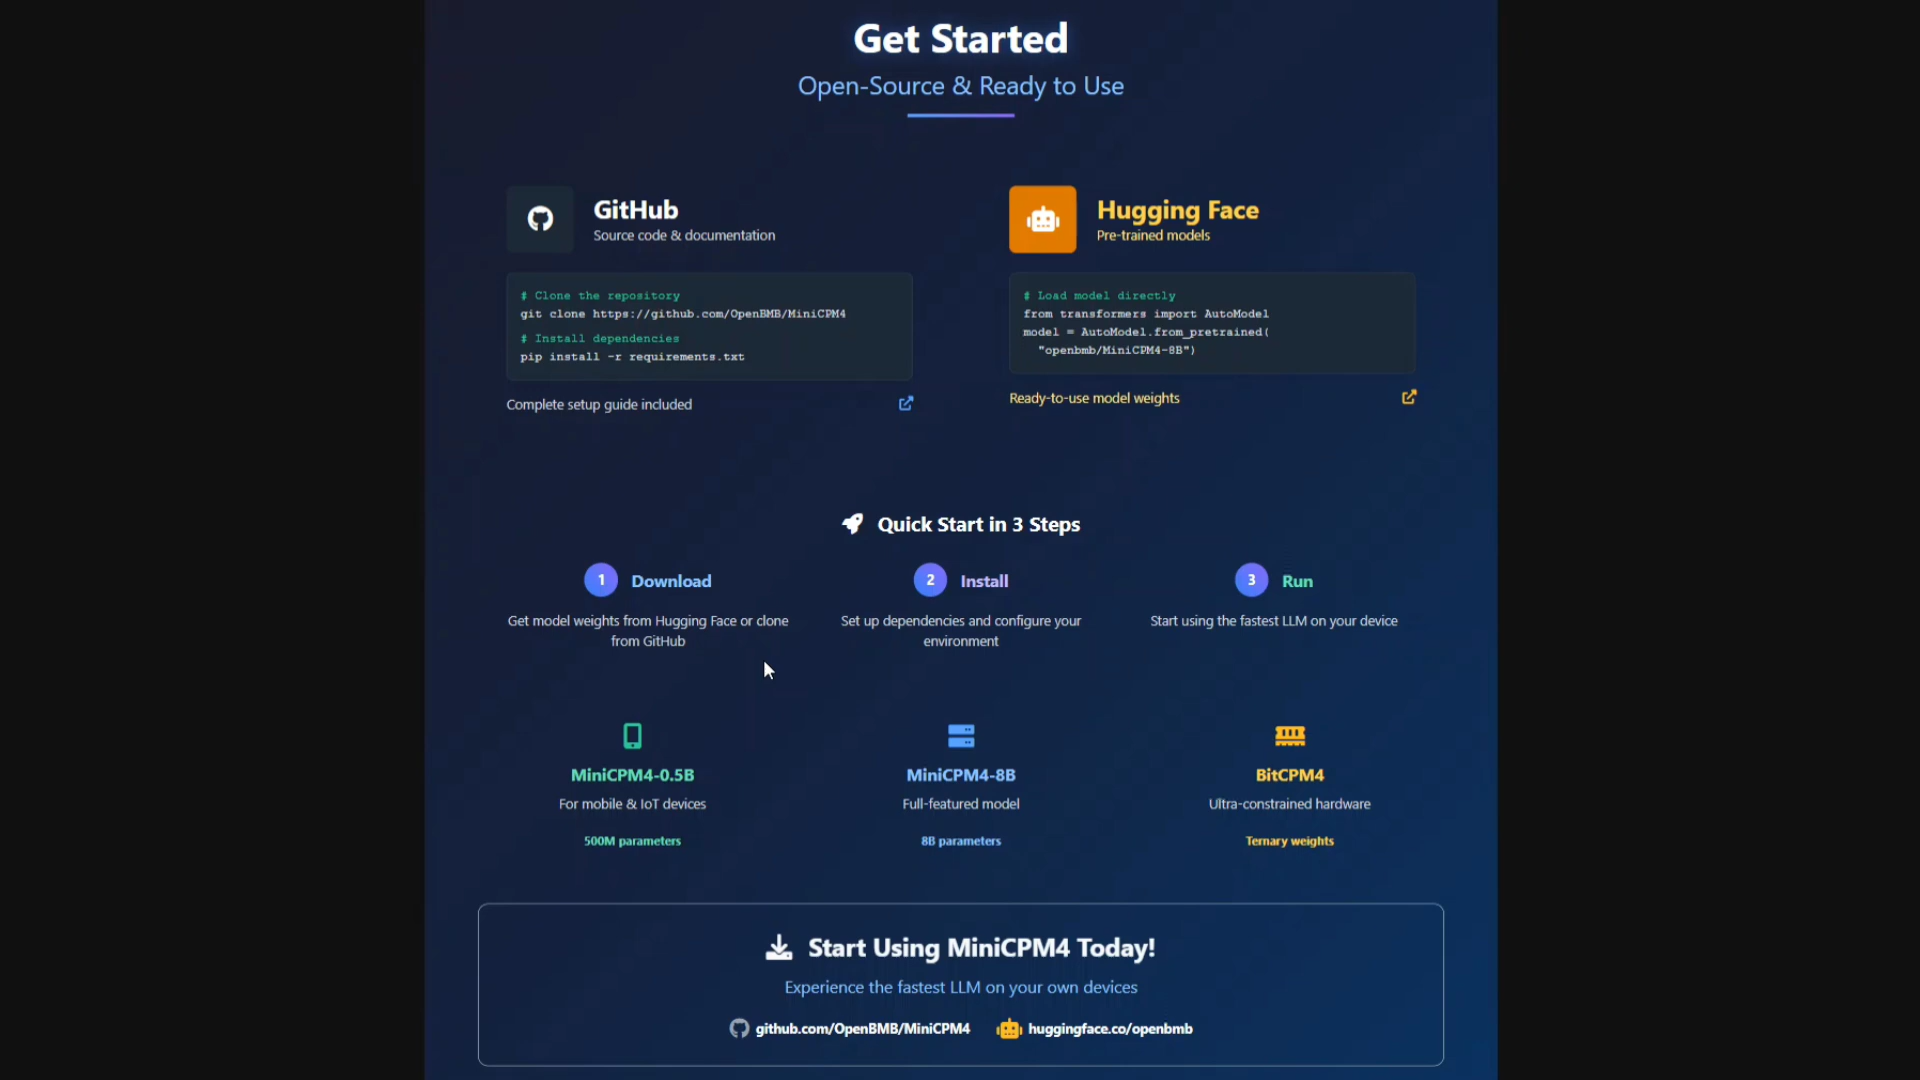 Get Started
Open-Source & Ready to Use
GitHub
Source code & documentation
# Clone the repository
git clone https://github.com/OpenBMB/MiniCPM4
# Install dependencies
pip install -r requirements.txt
Complete setup guide included
Hugging Face
Pre-trained models
# Load model directly
from transformers import AutoModel
model = AutoModel.from_pretrained(
"openbmb/MiniCPM4-8B")
Ready-to-use model weights
Quick Start in 3 Steps
1 Download
Get model weights from Hugging Face or clone
from GitHub
2 Install
Set up dependencies and configure your
environment
3 Run
Start using the fastest LLM on your device
MiniCPM4-0.5B
For mobile & IoT devices
500M parameters
MiniCPM4-8B
Full-featured model
8B parameters
BitCPM4
Ultra-constrained hardware
Ternary weights
Start Using MiniCPM4 Today!
Experience the fastest LLM on your own devices
github.com/OpenBMB/MiniCPM4 huggingface.co/openbmb